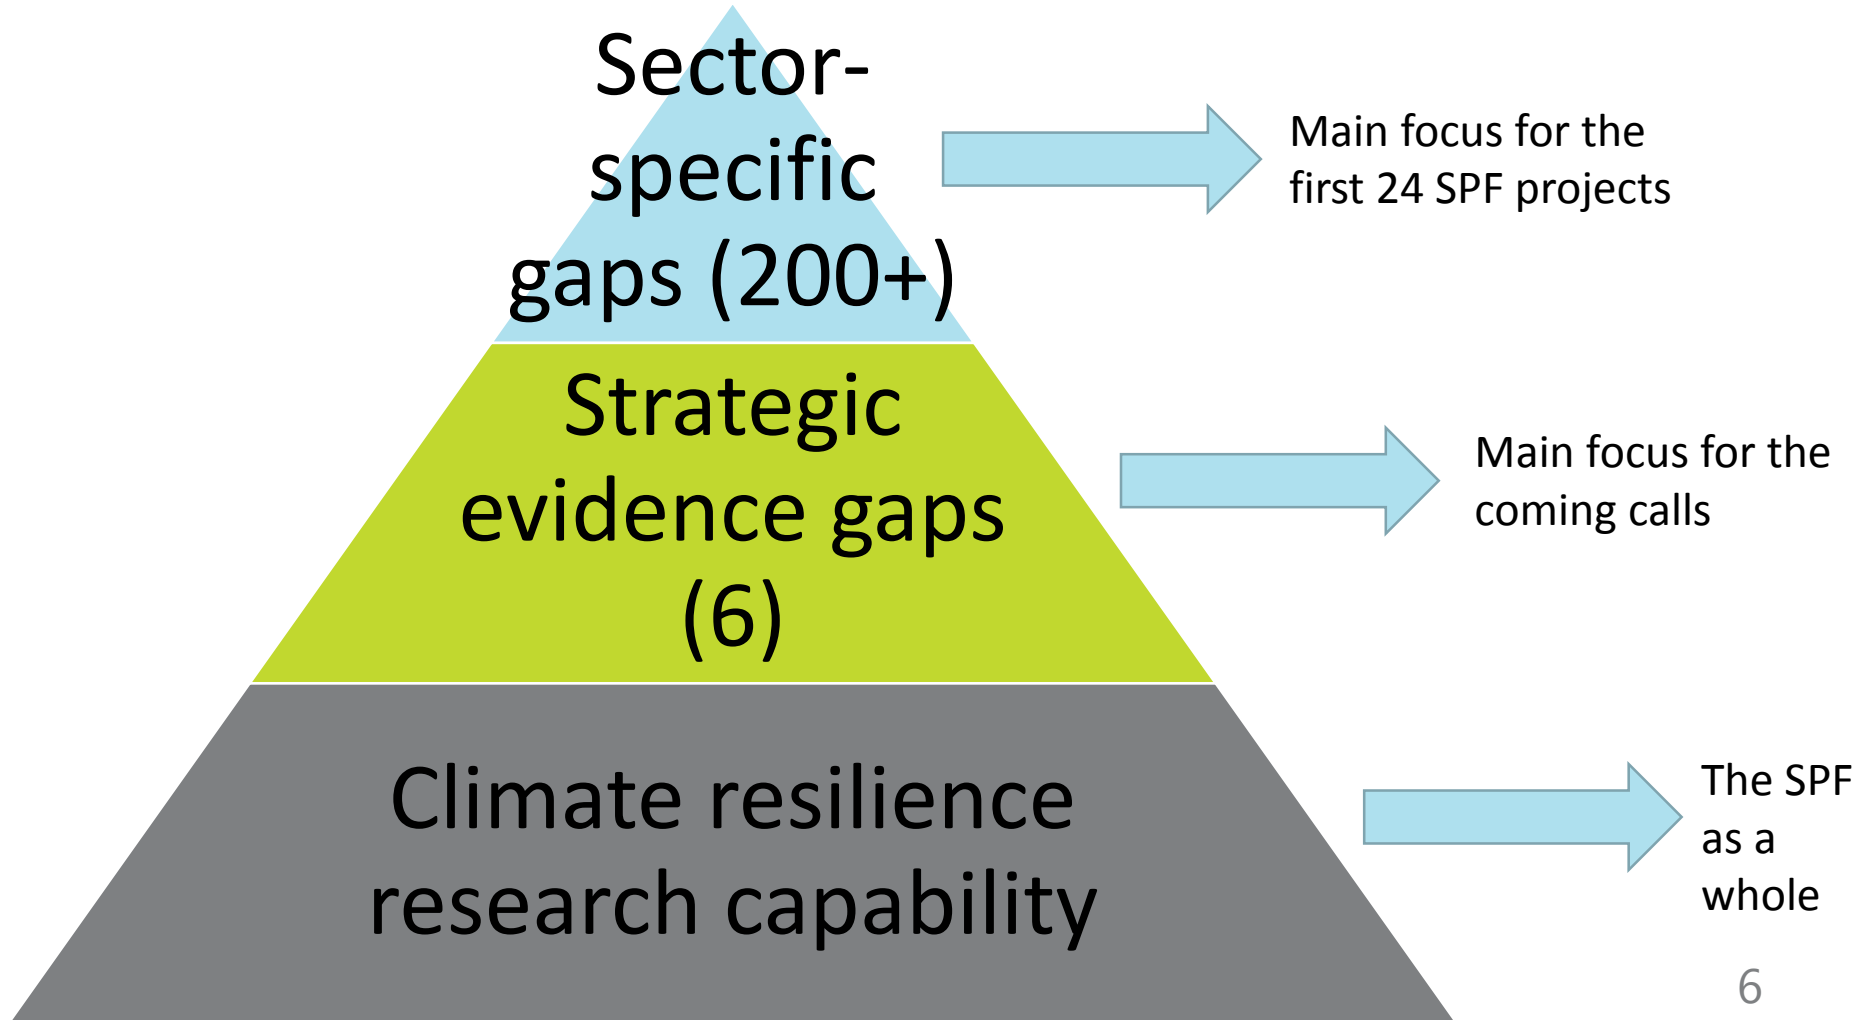 Sector-
specific
gaps (200+)
Main focus for the
first 24 SPF projects
Strategic
evidence gaps
(6)
Main focus for the
coming calls
Climate resilience
research capability
The SPF
as a
whole
6